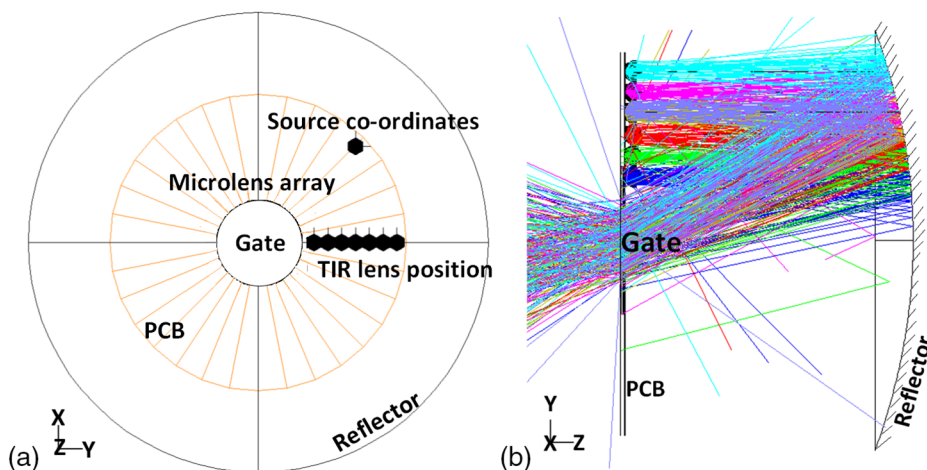 Source co-ordinates
Microlens array
Gate
TIR lens position
PCB
Reflector
X
Z
Y
(a)
Gate
PCB
Reflector
Y
X
Z
(b)